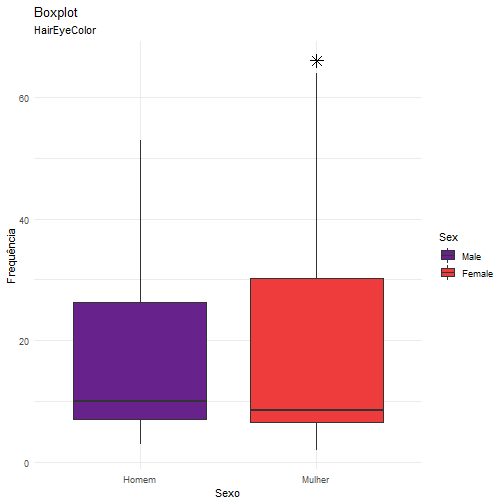 Boxplot
HairEyeColor
Frequência
60
40
20
0
Homem
Mulher
Sexo
Sex
Male
Female